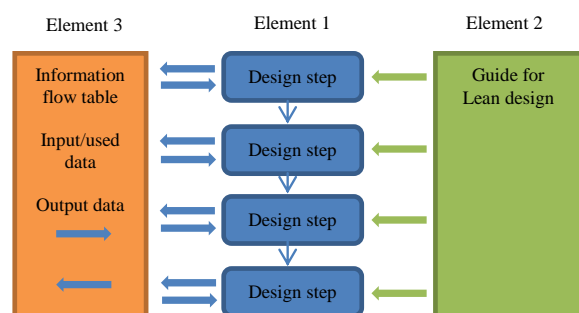 Element 3
Element 1
Element 2
Information
flow table
Input/used
data
Output data
Design step
Design step
Design step
Design step
Guide for
Lean design